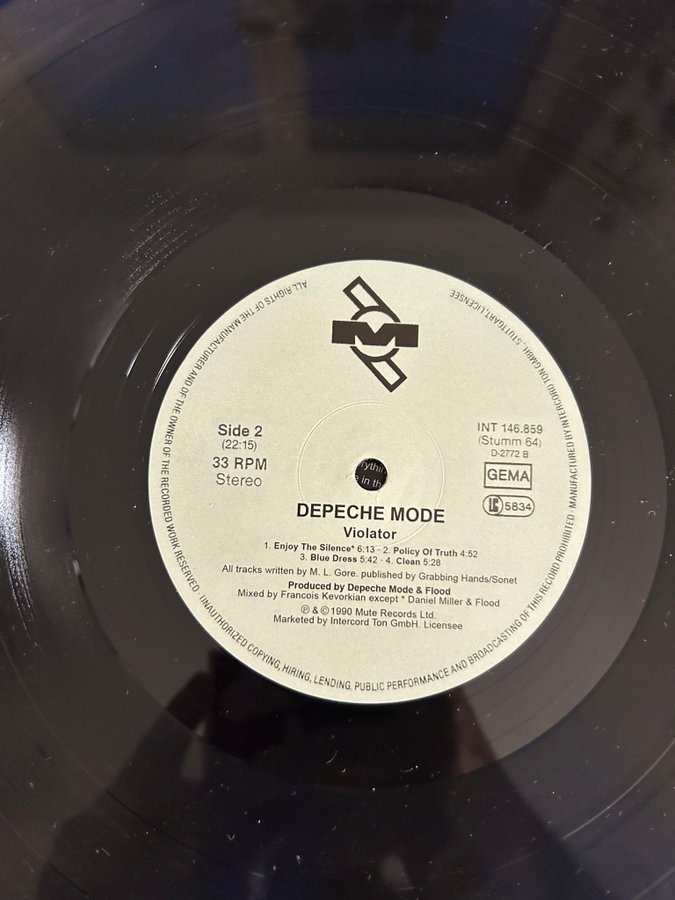 M
Side 2
(22:15)
33 RPM
Stereo
INT 146.859
(Stumm 64)
D-2772 B
GEMA
LC 5834
in th
DEPECHE MODE
Violator
1. Enjoy The Silence* 6:13 · 2. Policy Of Truth 4:52
3. Blue Dress 5:42 · 4. Clean 5:28
All tracks written by M. L. Gore. published by Grabbing Hands/Sonet
Produced by Depeche Mode & Flood
Mixed by Francois Kevorkian except * Daniel Miller & Flood
℗ & © 1990 Mute Records Ltd.
Marketed by Intercord Ton GmbH. Licensee
ALL RIGHTS OF THE MANUFACTURER AND OF THE OWNER OF THE RECORDED WORK RESERVED · UNAUTHORIZED COPYING, HIRING, LENDING, PUBLIC PERFORMANCE AND BROADCASTING OF THIS RECORD PROHIBITED · MANUFACTURED BY INTERCORD TON GMBH., STUTTGART, LICENSEE